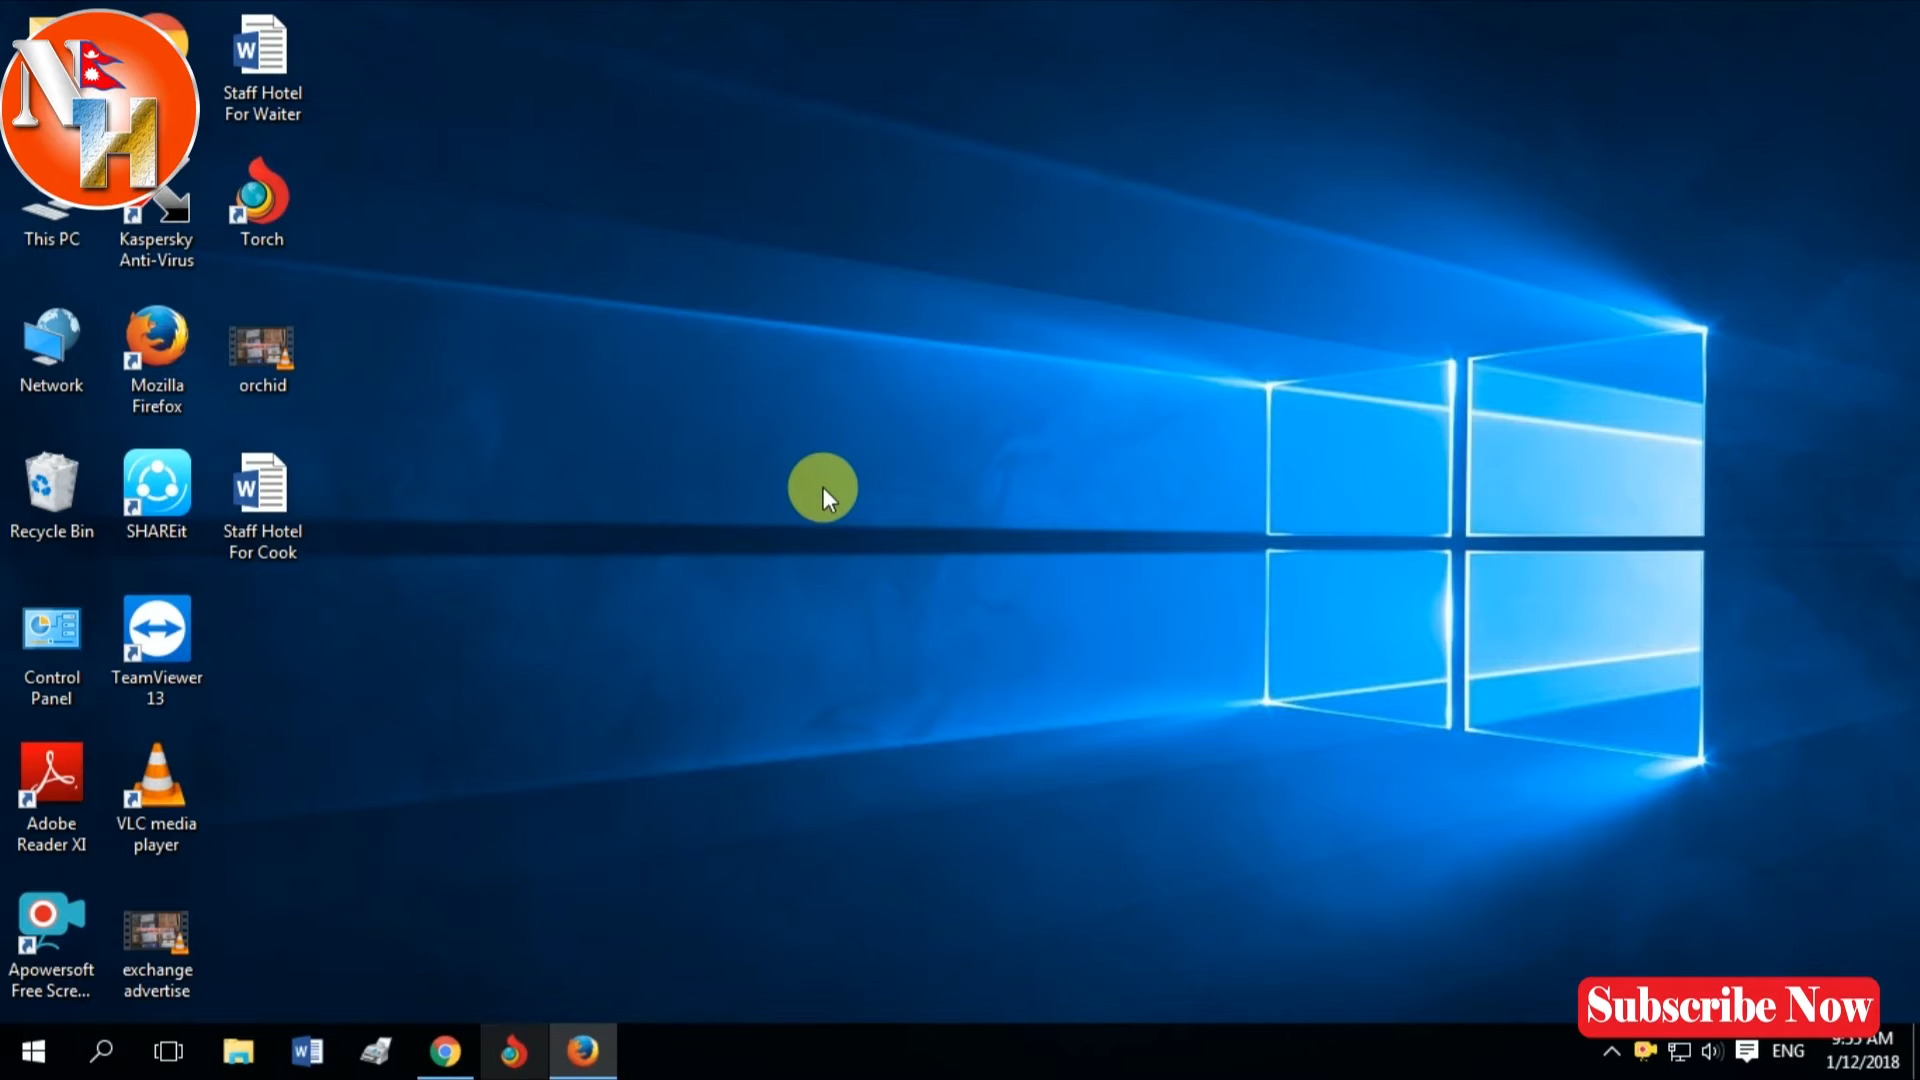 NH
Staff Hotel
For Waiter
This PC
Kaspersky
Anti-Virus
Torch
Network
Mozilla
Firefox
orchid
Recycle Bin
SHAREit
Staff Hotel
For Cook
Control
Panel
TeamViewer
13
Adobe
Reader XI
VLC media
player
Apowersoft
Free Scre...
exchange
advertise
Subscribe Now
ENG
AM
1/12/2018